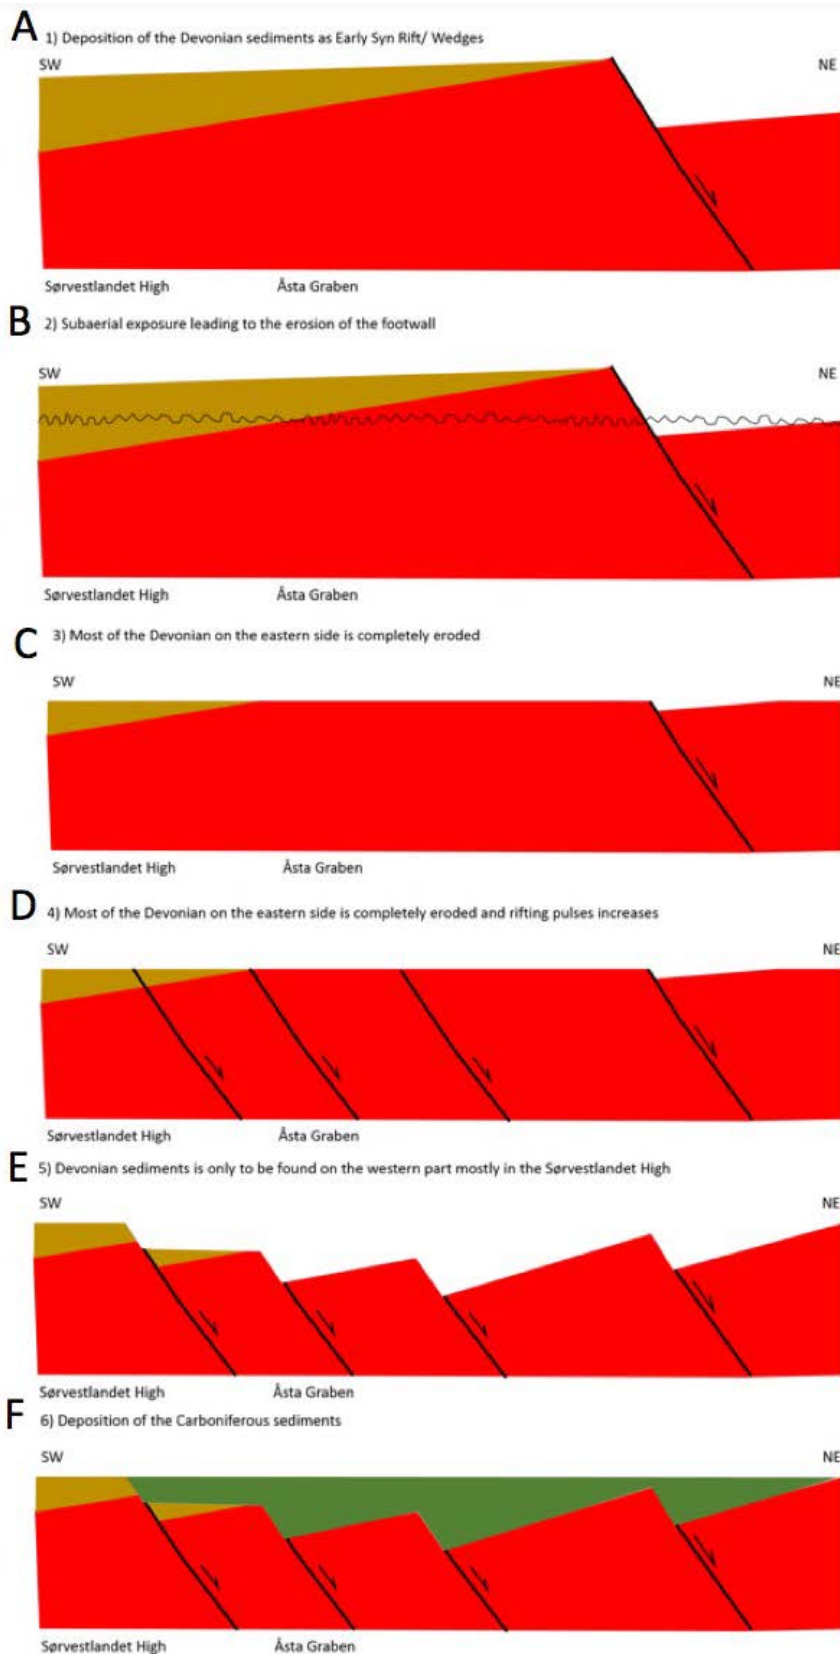 A 1) Deposition of the Devonian sediments as Early Syn Rift/ Wedges
SW NE
Sørvestlandet High Åsta Graben
B 2) Subaerial exposure leading to the erosion of the footwall
SW NE
Sørvestlandet High Åsta Graben
C 3) Most of the Devonian on the eastern side is completely eroded
SW NE
Sørvestlandet High Åsta Graben
D 4) Most of the Devonian on the eastern side is completely eroded and rifting pulses increases
SW NE
Sørvestlandet High Åsta Graben
E 5) Devonian sediments is only to be found on the western part mostly in the Sørvestlandet High
SW NE
Sørvestlandet High Åsta Graben
F 6) Deposition of the Carboniferous sediments
SW NE
Sørvestlandet High Åsta Graben